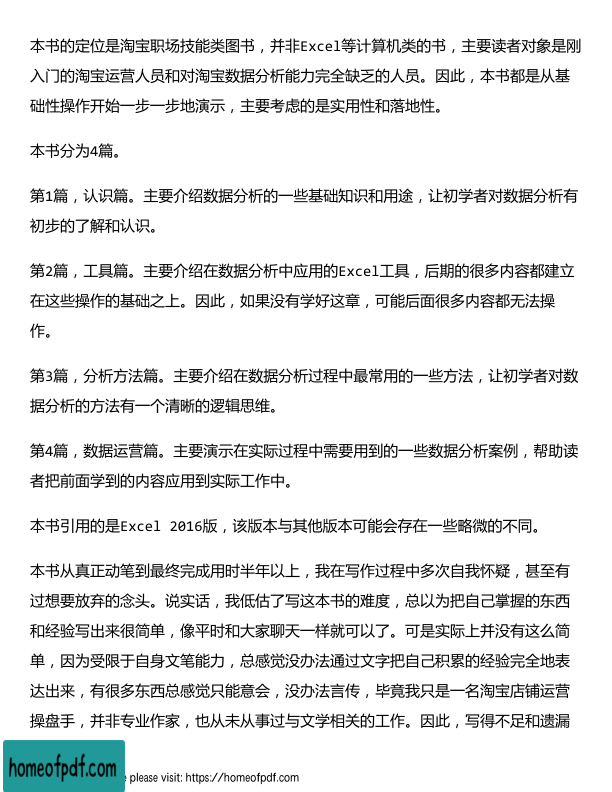 本书的定位是淘宝职场技能类图书，并非Excel等计算机类的书，主要读者对象是刚
入门的淘宝运营人员和对淘宝数据分析能力完全缺乏的人员。因此，本书都是从基
础性操作开始一步一步地演示，主要考虑的是实用性和落地性。
本书分为4篇。
第1篇，认识篇。主要介绍数据分析的一些基础知识和用途，让初学者对数据分析有
初步的了解和认识。
第2篇，工具篇。主要介绍在数据分析中应用的Excel工具，后期的很多内容都建立
在这些操作的基础之上。因此，如果没有学好这章，可能后面很多内容都无法操
作。
第3篇，分析方法篇。主要介绍在数据分析过程中最常用的一些方法，让初学者对数
据分析的方法有一个清晰的逻辑思维。
第4篇，数据运营篇。主要演示在实际过程中需要用到的一些数据分析案例，帮助读
者把前面学到的内容应用到实际工作中。
本书引用的是Excel 2016版，该版本与其他版本可能会存在一些略微的不同。
本书从真正动笔到最终完成用时半年以上，我在写作过程中多次自我怀疑，甚至有
过想要放弃的念头。说实话，我低估了写这本书的难度，总以为把自己掌握的东西
和经验写出来很简单，像平时和大家聊天一样就可以了。可是实际上并没有这么简
单，因为受限于自身文笔能力，总感觉没办法通过文字把自己积累的经验完全地表
达出来，有很多东西总感觉只能意会，没办法言传，毕竟我只是一名淘宝店铺运营
操盘手，并非专业作家，也从未从事过与文学相关的工作。因此，写得不足和遗漏
homeofpdf.com
e please visit: https://homeofpdf.com